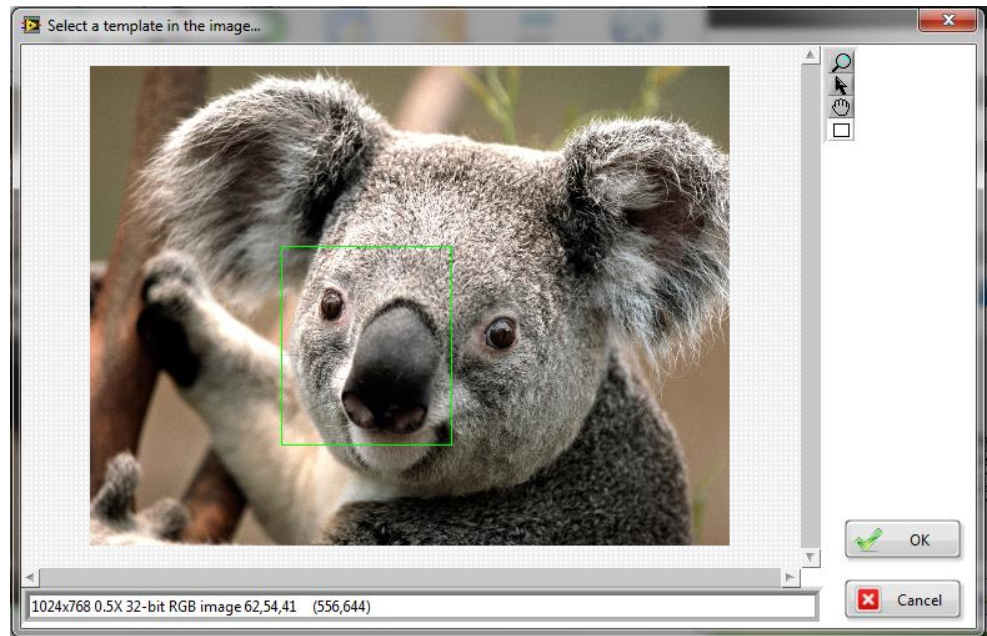 Select a template in the image...
OK
Cancel
1024x768 0.5X 32-bit RGB image 62,54,41 (556,644)